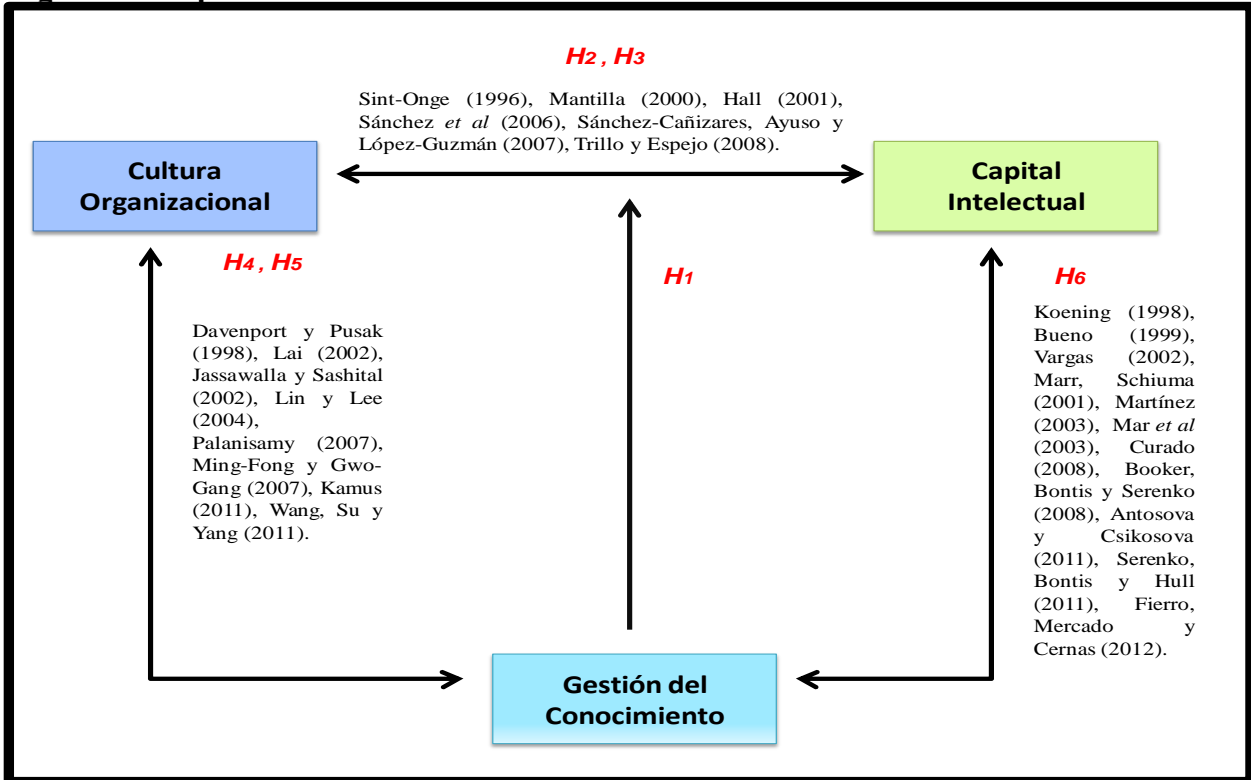 H2 , H3
Sint-Onge (1996), Mantilla (2000), Hall (2001),
Sánchez et al (2006), Sánchez-Cañizares, Ayuso y
López-Guzmán (2007), Trillo y Espejo (2008).
Cultura
Organizacional
Capital
Intelectual
H4 , H5
Davenport y Pusak
(1998), Lai (2002),
Jassawalla y Sashital
(2002), Lin y Lee
(2004),
Palanisamy (2007),
Ming-Fong y Gwo-
Gang (2007), Kamus
(2011), Wang, Su y
Yang (2011).
H1
H6
Koening (1998),
Bueno (1999),
Vargas (2002),
Marr, Schiuma
(2001), Martínez
(2003), Mar et al
(2003), Curado
(2008), Booker,
Bontis y Serenko
(2008), Antosova
y Csikosova
(2011), Serenko,
Bontis y Hull
(2011), Fierro,
Mercado y
Cernas (2012).
Gestión del
Conocimiento